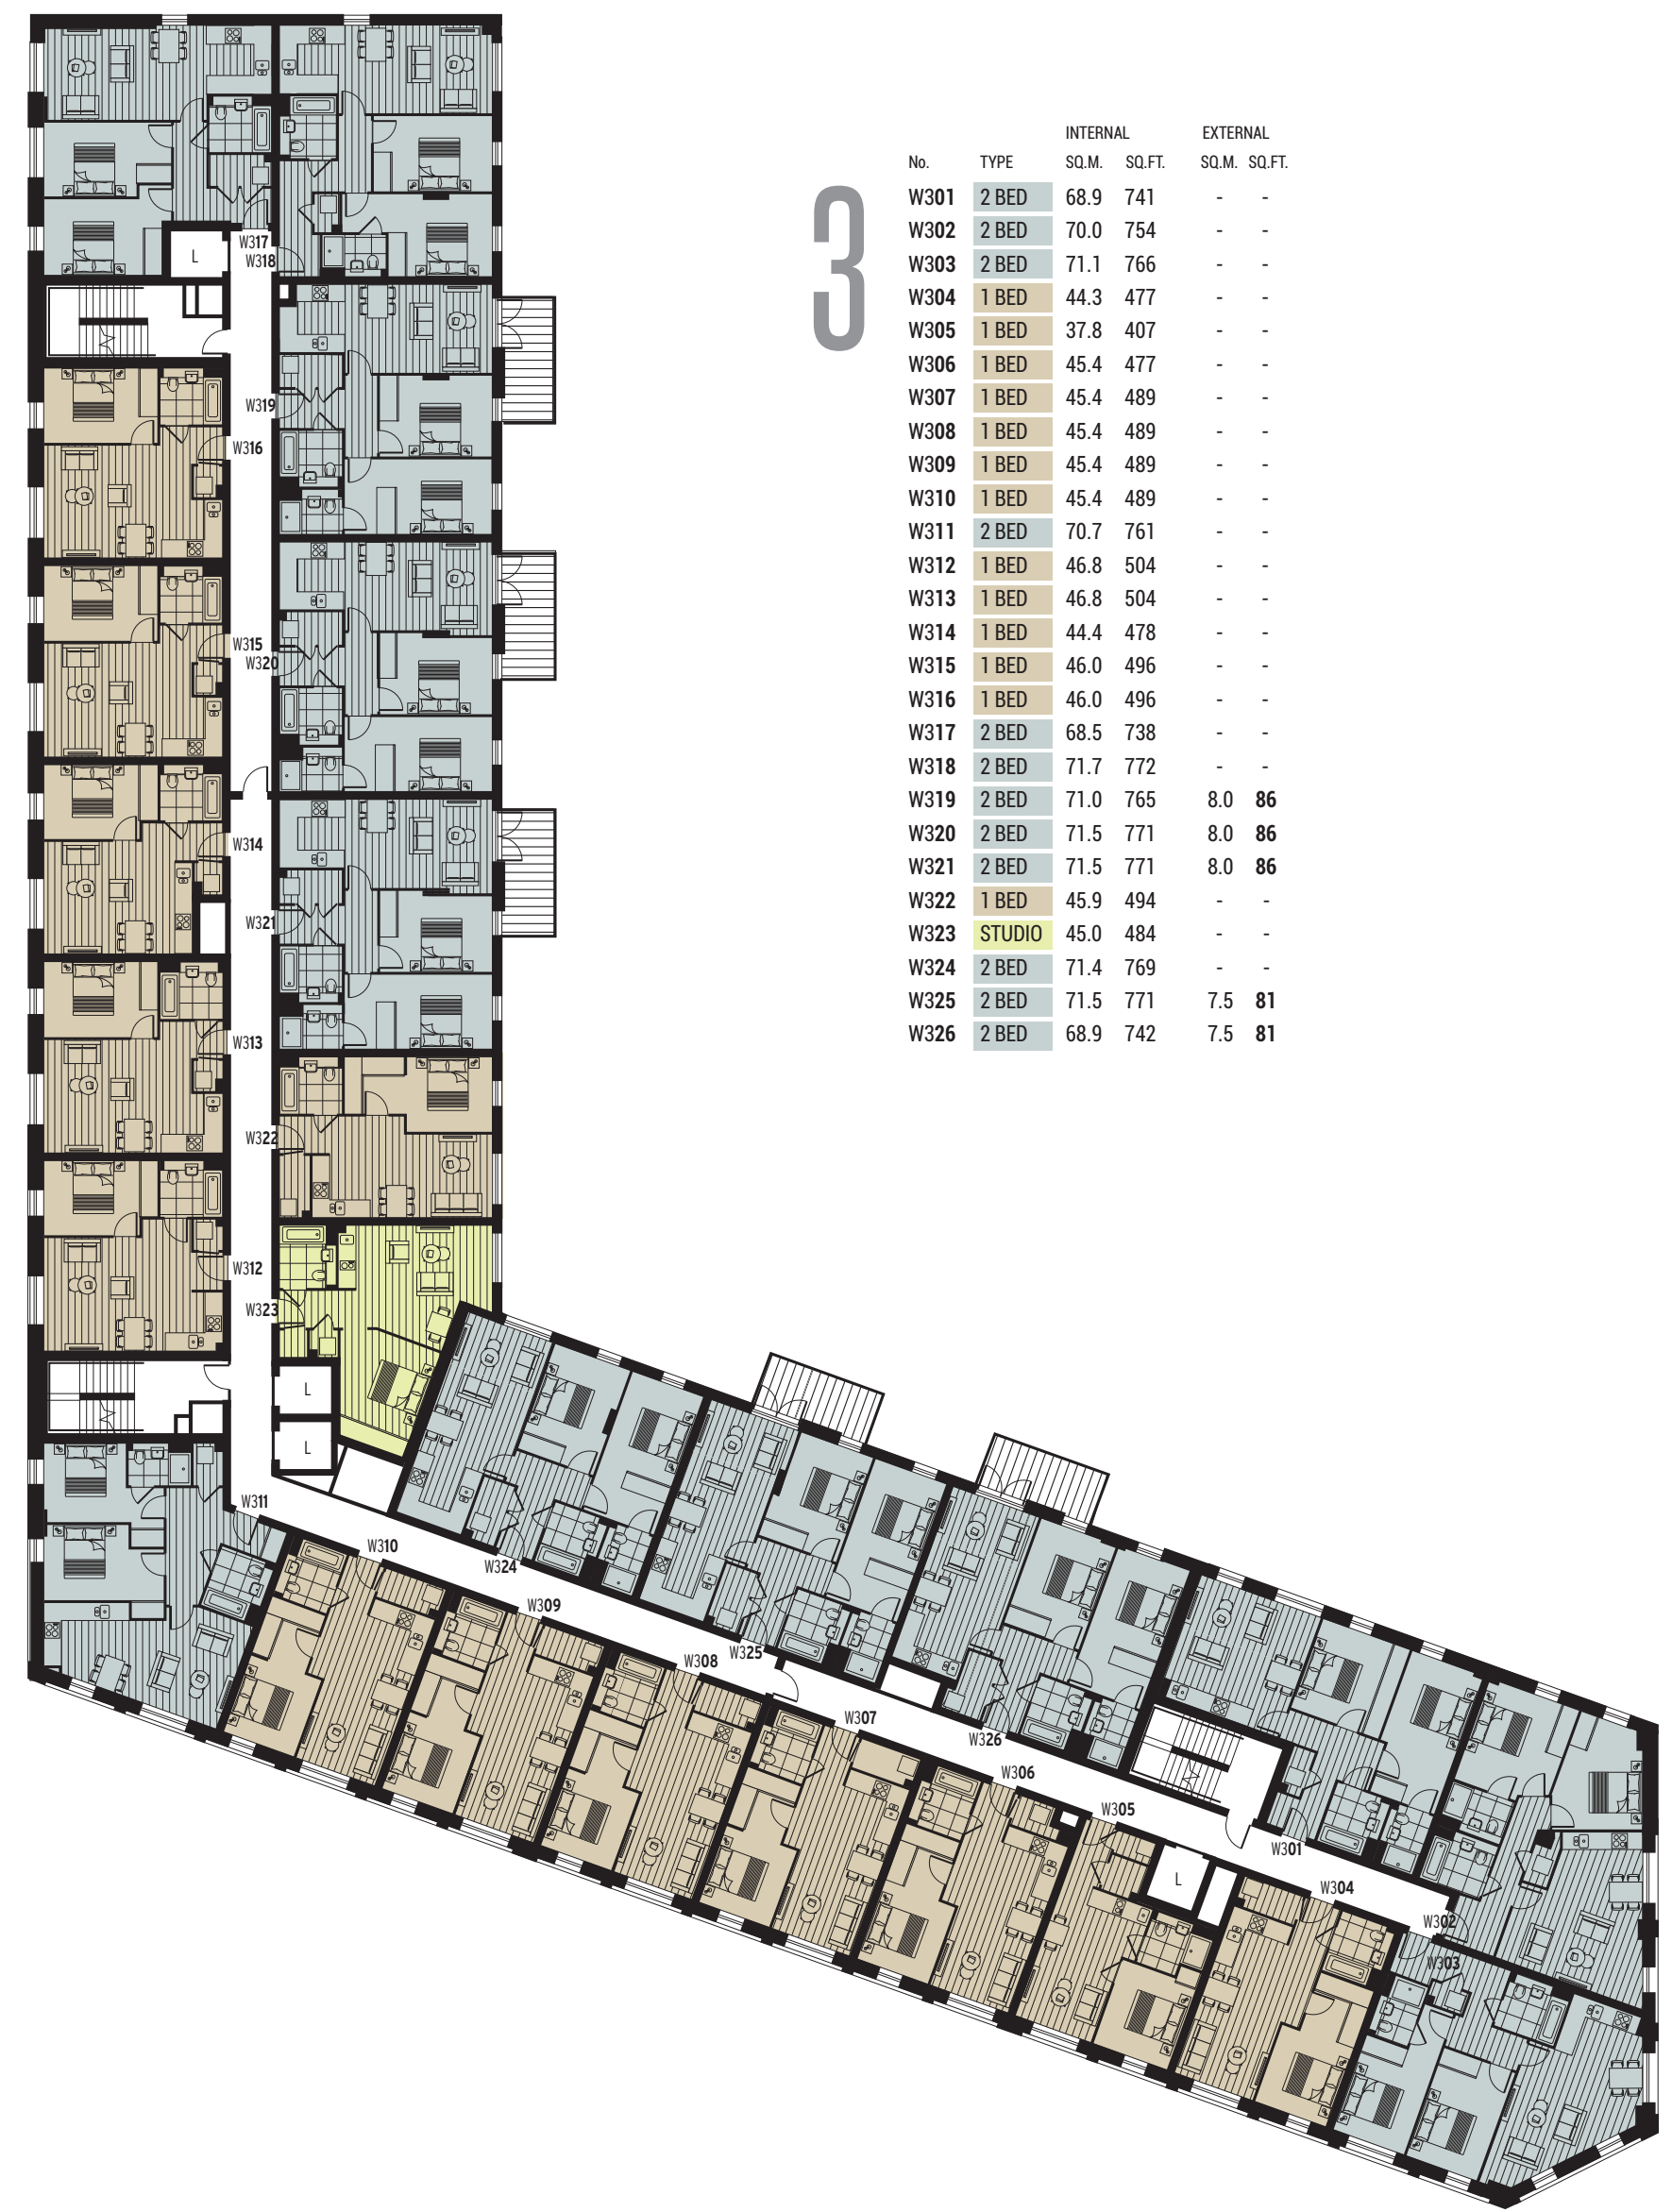 3
INTERNAL EXTERNAL
No. TYPE SQ.M. SQ.FT. SQ.M. SQ.FT.
W301 2 BED 68.9 741 - -
W302 2 BED 70.0 754 - -
W303 2 BED 71.1 766 - -
W304 1 BED 44.3 477 - -
W305 1 BED 37.8 407 - -
W306 1 BED 45.4 477 - -
W307 1 BED 45.4 489 - -
W308 1 BED 45.4 489 - -
W309 1 BED 45.4 489 - -
W310 1 BED 45.4 489 - -
W311 2 BED 70.7 761 - -
W312 1 BED 46.8 504 - -
W313 1 BED 46.8 504 - -
W314 1 BED 44.4 478 - -
W315 1 BED 46.0 496 - -
W316 1 BED 46.0 496 - -
W317 2 BED 68.5 738 - -
W318 2 BED 71.7 772 - -
W319 2 BED 71.0 765 8.0 86
W320 2 BED 71.5 771 8.0 86
W321 2 BED 71.5 771 8.0 86
W322 1 BED 45.9 494 - -
W323 STUDIO 45.0 484 - -
W324 2 BED 71.4 769 - -
W325 2 BED 71.5 771 7.5 81
W326 2 BED 68.9 742 7.5 81
W317
L
W318
W319
W316
W315
W320
W314
W321
W313
W322
W312
W323
L
L
W311
W310
W324
W309
W325
W308
W307
W326
W306
W305
W301
L
W304
W302
W303